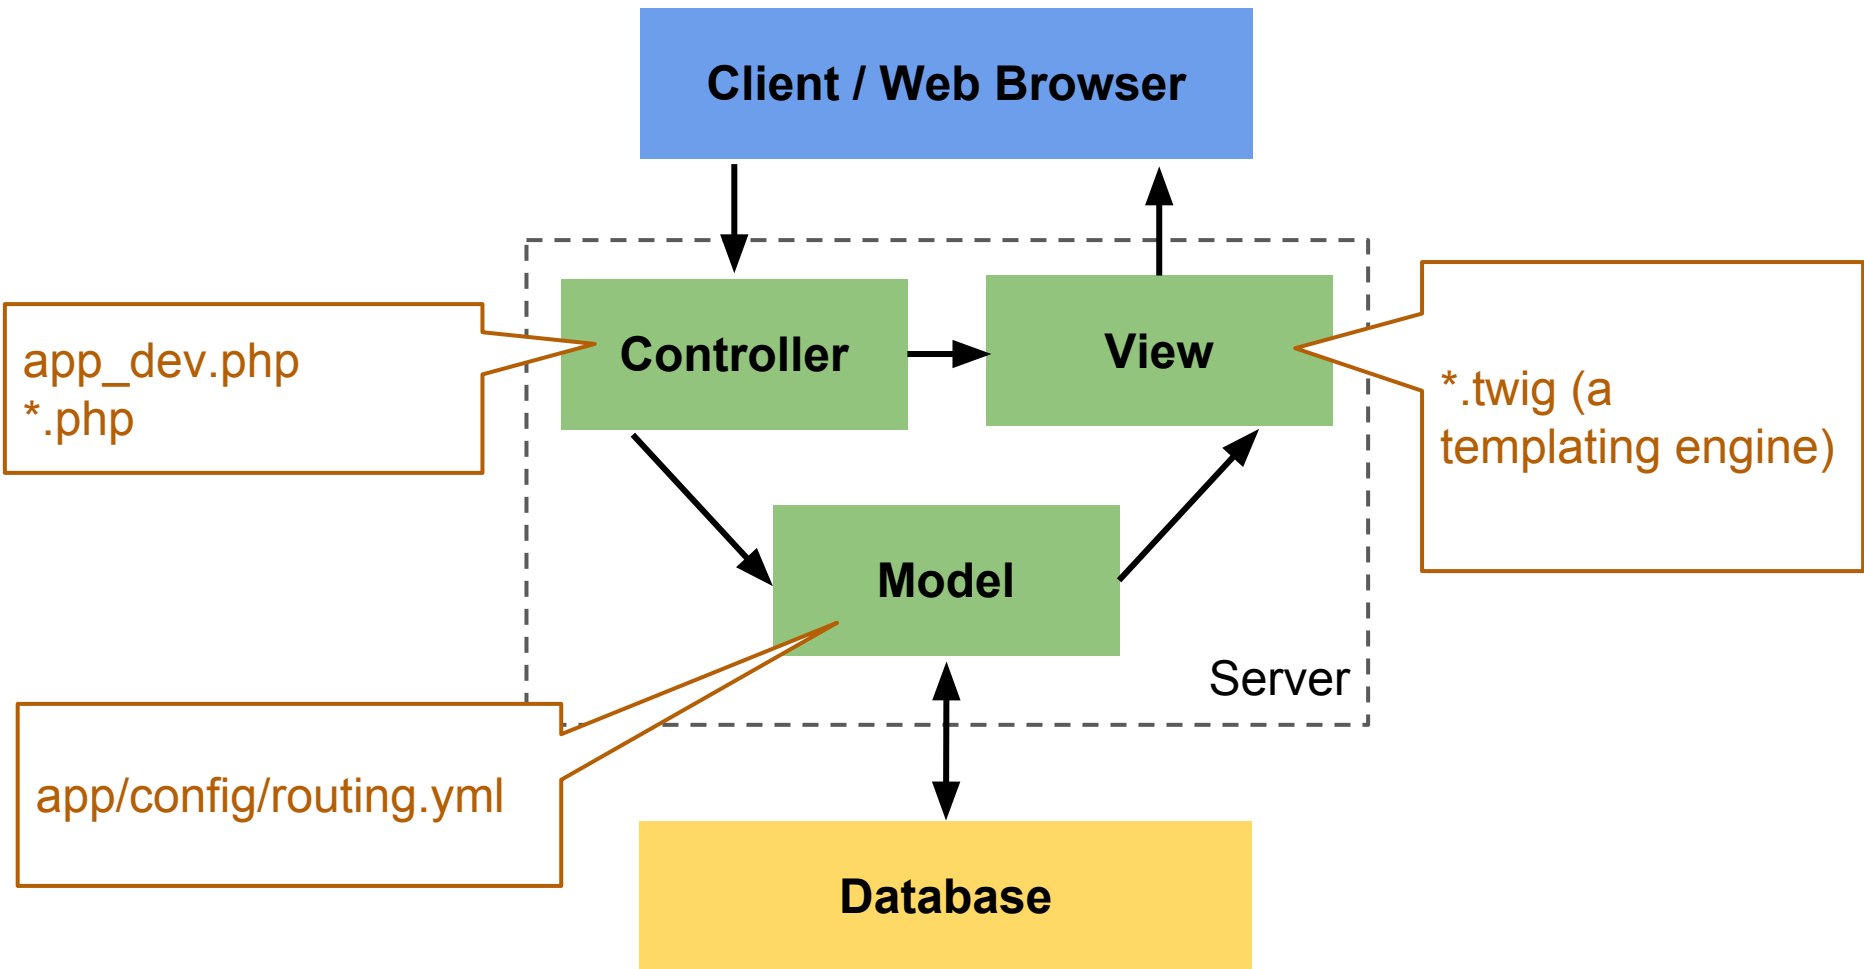 Client / Web Browser
Controller
View
app_dev.php
*.php
*.twig (a
templating engine)
Model
Server
app/config/routing.yml
Database